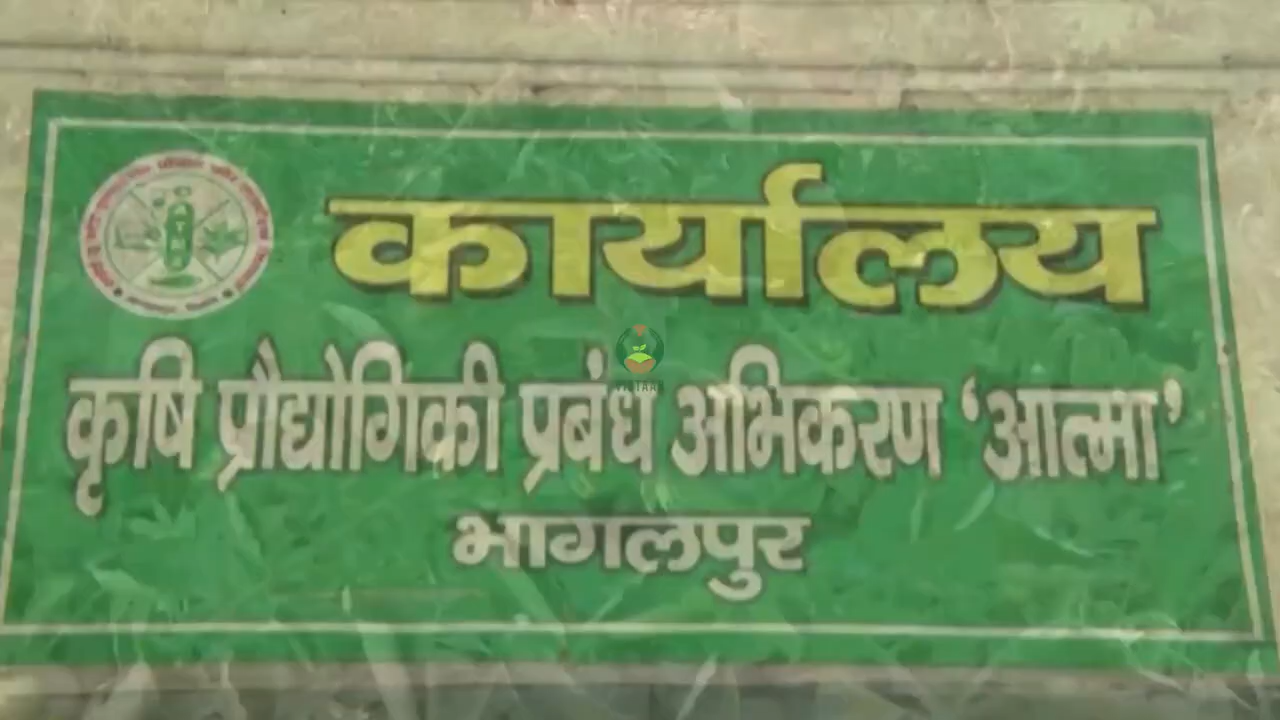 कार्यालय
कृषि प्रौद्योगिकी प्रबंध अभिकरण ‘आत्मा’
भागलपुर